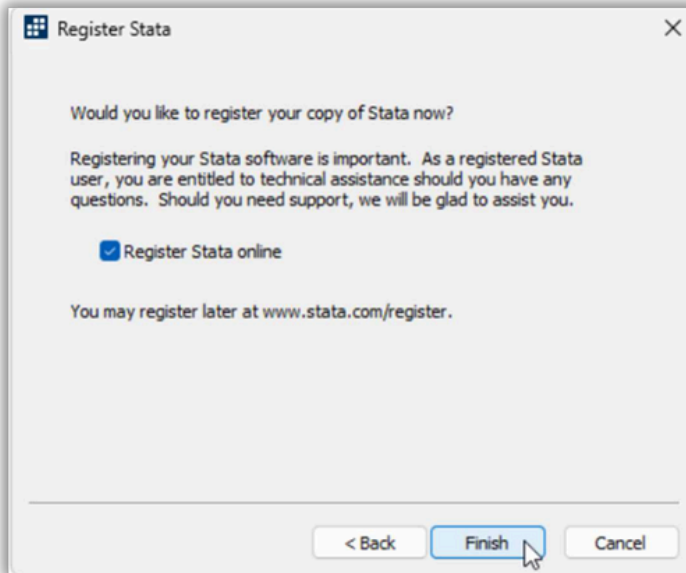 Register Stata
Would you like to register your copy of Stata now?
Registering your Stata software is important.  As a registered Stata
user, you are entitled to technical assistance should you have any
questions.  Should you need support, we will be glad to assist you.
Register Stata online
You may register later at www.stata.com/register.
< Back
Finish
Cancel